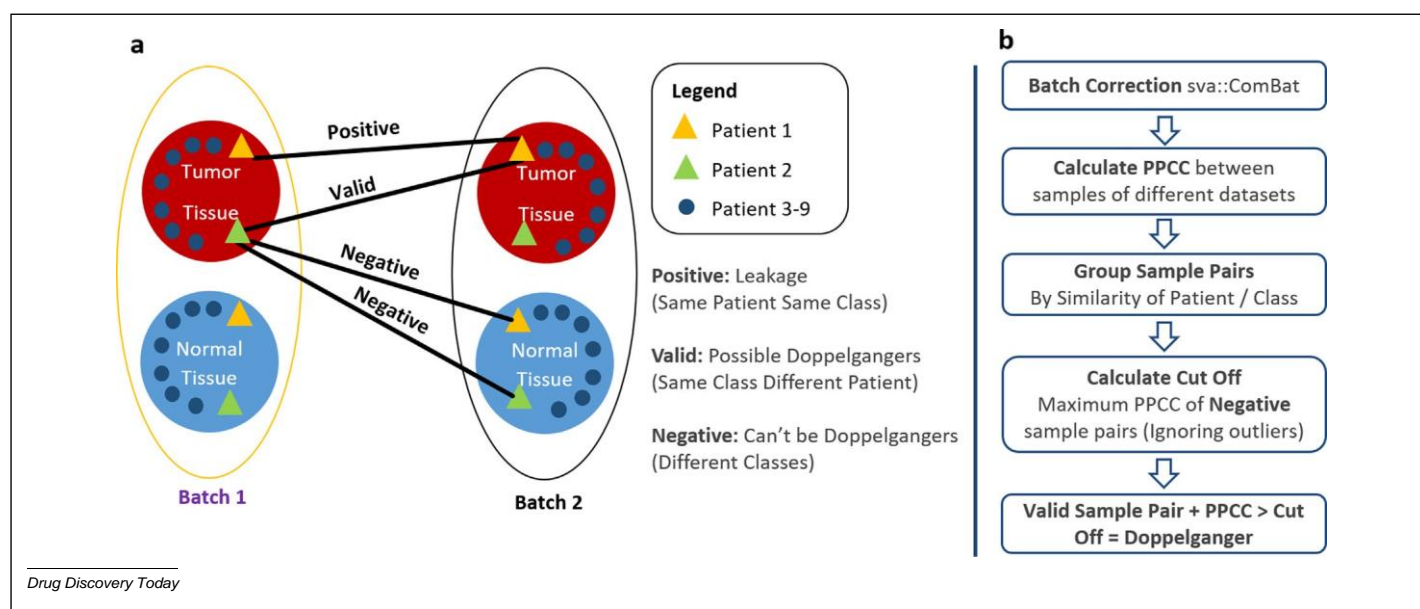 a
Positive
Valid
Negative
Negative
Tumor
Tissue
Normal
Tissue
Batch 1
Tumor
Tissue
Normal
Tissue
Batch 2
Legend
Patient 1
Patient 2
Patient 3-9
Positive: Leakage
(Same Patient Same Class)
Valid: Possible Doppelgangers
(Same Class Different Patient)
Negative: Can’t be Doppelgangers
(Different Classes)
b
Batch Correction sva::ComBat
Calculate PPCC between
samples of different datasets
Group Sample Pairs
By Similarity of Patient / Class
Calculate Cut Off
Maximum PPCC of Negative
sample pairs (Ignoring outliers)
Valid Sample Pair + PPCC > Cut
Off = Doppelganger
Drug Discovery Today